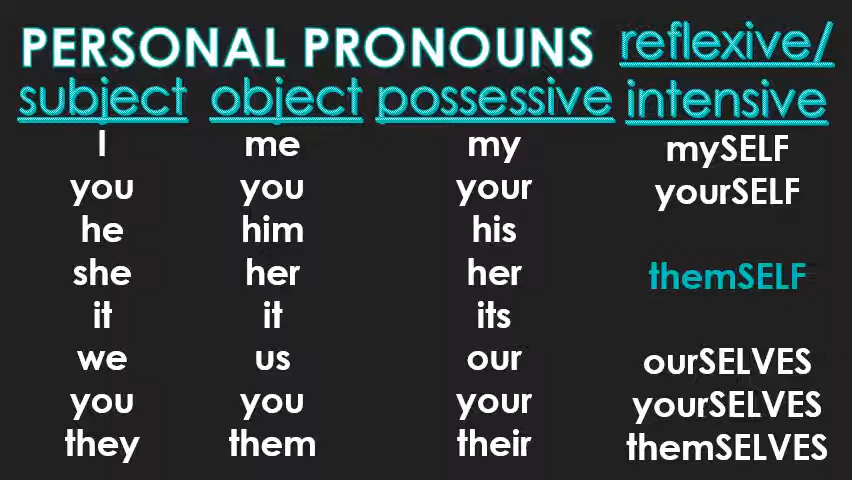 PERSONAL PRONOUNS reflexive/
subject object possessive intensive
I me my mySELF
you you your yourSELF
he him his
she her her themSELF
it it its
we us our ourSELVES
you you your yourSELVES
they them their themSELVES